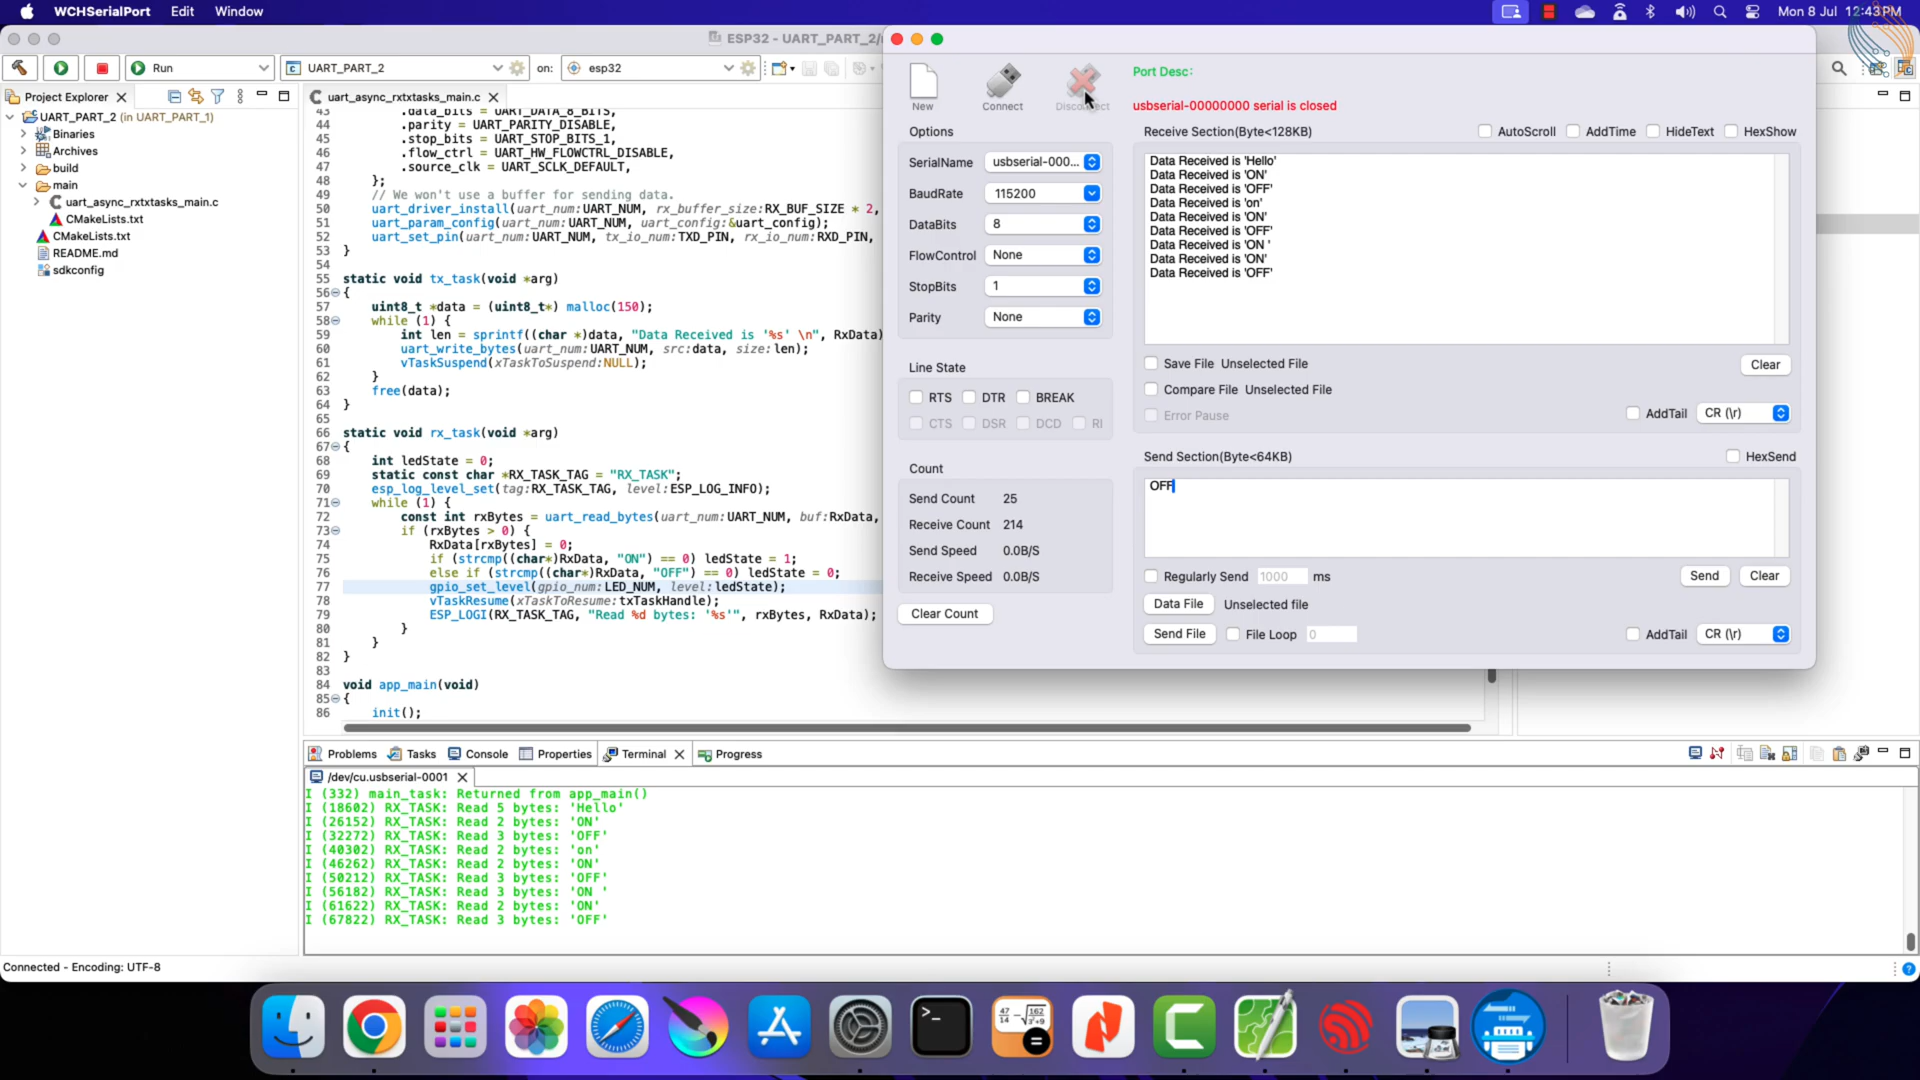 WCHSerialPort Edit Window
Mon 8 Jul 12:43PM
ESP32 - UART_PART_2/
Run
UART_PART_2
on:
esp32
Project Explorer
UART_PART_2 (in UART_PART_1)
Binaries
Archives
build
main
uart_async_rxtxtasks_main.c
CMakeLists.txt
CMakeLists.txt
README.md
sdkconfig
uart_async_rxtxtasks_main.c
43 .data_bits = UART_DATA_8_BITS,
44 .parity = UART_PARITY_DISABLE,
45 .stop_bits = UART_STOP_BITS_1,
46 .flow_ctrl = UART_HW_FLOWCTRL_DISABLE,
47 .source_clk = UART_SCLK_DEFAULT,
48 };
49 // We won't use a buffer for sending data.
50 uart_driver_install(uart_num:UART_NUM, rx_buffer_size:RX_BUF_SIZE * 2,
51 uart_param_config(uart_num:UART_NUM, uart_config:&uart_config);
52 uart_set_pin(uart_num:UART_NUM, tx_io_num:TXD_PIN, rx_io_num:RXD_PIN,
53 }
54
55 static void tx_task(void *arg)
56 {
57 uint8_t *data = (uint8_t*) malloc(150);
58 while (1) {
59 int len = sprintf((char *)data, "Data Received is '%s' \n", RxData)
60 uart_write_bytes(uart_num:UART_NUM, src:data, size:len);
61 vTaskSuspend(xTaskToSuspend:NULL);
62 }
63 free(data);
64 }
65
66 static void rx_task(void *arg)
67 {
68 int ledState = 0;
69 static const char *RX_TASK_TAG = "RX_TASK";
70 esp_log_level_set(tag:RX_TASK_TAG, level:ESP_LOG_INFO);
71 while (1) {
72 const int rxBytes = uart_read_bytes(uart_num:UART_NUM, buf:RxData,
73 if (rxBytes > 0) {
74 RxData[rxBytes] = 0;
75 if (strcmp((char*)RxData, "ON") == 0) ledState = 1;
76 else if (strcmp((char*)RxData, "OFF") == 0) ledState = 0;
77 gpio_set_level(gpio_num:LED_NUM, level:ledState);
78 vTaskResume(xTaskToResume:txTaskHandle);
79 ESP_LOGI(RX_TASK_TAG, "Read %d bytes: '%s'", rxBytes, RxData);
80 }
81 }
82 }
83
84 void app_main(void)
85 {
86 init();
New
Connect
Disconnect
Port Desc:
usbserial-00000000 serial is closed
Options
SerialName usbserial-000...
BaudRate 115200
DataBits 8
FlowControl None
StopBits 1
Parity None
Line State
RTS DTR BREAK
CTS DSR DCD RI
Count
Send Count 25
Receive Count 214
Send Speed 0.0B/S
Receive Speed 0.0B/S
Clear Count
Receive Section(Byte<128KB)
AutoScroll AddTime HideText HexShow
Data Received is 'Hello'
Data Received is 'ON'
Data Received is 'OFF'
Data Received is 'on'
Data Received is 'ON'
Data Received is 'OFF'
Data Received is 'ON '
Data Received is 'ON'
Data Received is 'OFF'
Save File Unselected File
Clear
Compare File Unselected File
Error Pause
AddTail CR (\r)
Send Section(Byte<64KB)
HexSend
OFF
Regularly Send 1000 ms
Send Clear
Data File Unselected file
Send File File Loop 0
AddTail CR (\r)
Problems Tasks Console Properties Terminal Progress
/dev/cu.usbserial-0001
I (332) main_task: Returned from app_main()
I (18602) RX_TASK: Read 5 bytes: 'Hello'
I (26152) RX_TASK: Read 2 bytes: 'ON'
I (32272) RX_TASK: Read 3 bytes: 'OFF'
I (40302) RX_TASK: Read 2 bytes: 'on'
I (46262) RX_TASK: Read 2 bytes: 'ON'
I (50212) RX_TASK: Read 3 bytes: 'OFF'
I (56182) RX_TASK: Read 3 bytes: 'ON '
I (61622) RX_TASK: Read 2 bytes: 'ON'
I (67822) RX_TASK: Read 3 bytes: 'OFF'
Connected - Encoding: UTF-8